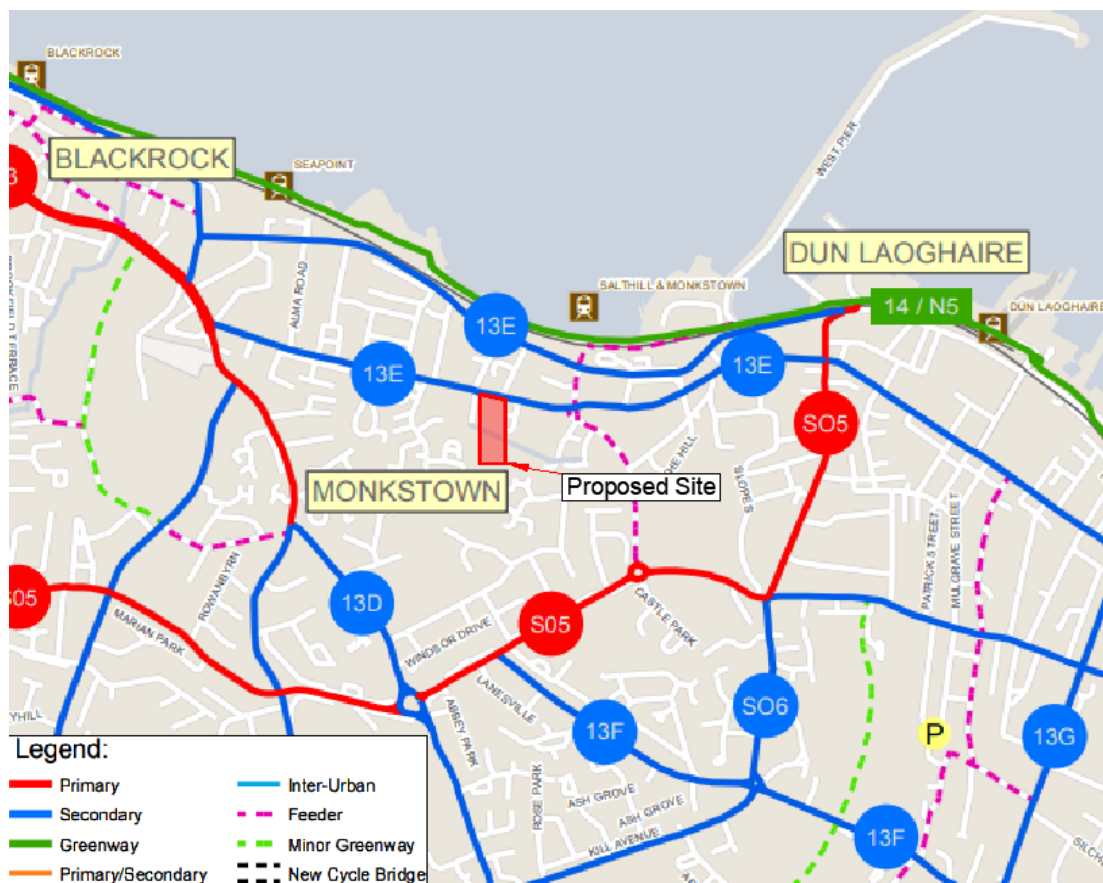 BLACKROCK
BLACKROCK
SEAPOINT
WEST PIER
DUN LAOGHAIRE
SALTHILL & MONKSTOWN
14 / N5
DÚN LAOGHAIRE
ALMA ROAD
13E
13E
13E
SO5
THE HILL
SLOPES
Proposed Site
MONKSTOWN
PATRICK STREET
MULGRAVE STREET
ROWANBYRN
MARIAN PARK
13D
WINDSOR DRIVE
S05
CASTLE PARK
LANESVILLE
ABBEY PARK
13F
SO6
P
13G
ROSE PARK
ASH GROVE
ASH GROVE
KILL AVENUE
13F
Legend:
Primary
Inter-Urban
Secondary
Feeder
Greenway
Minor Greenway
Primary/Secondary
New Cycle Bridge